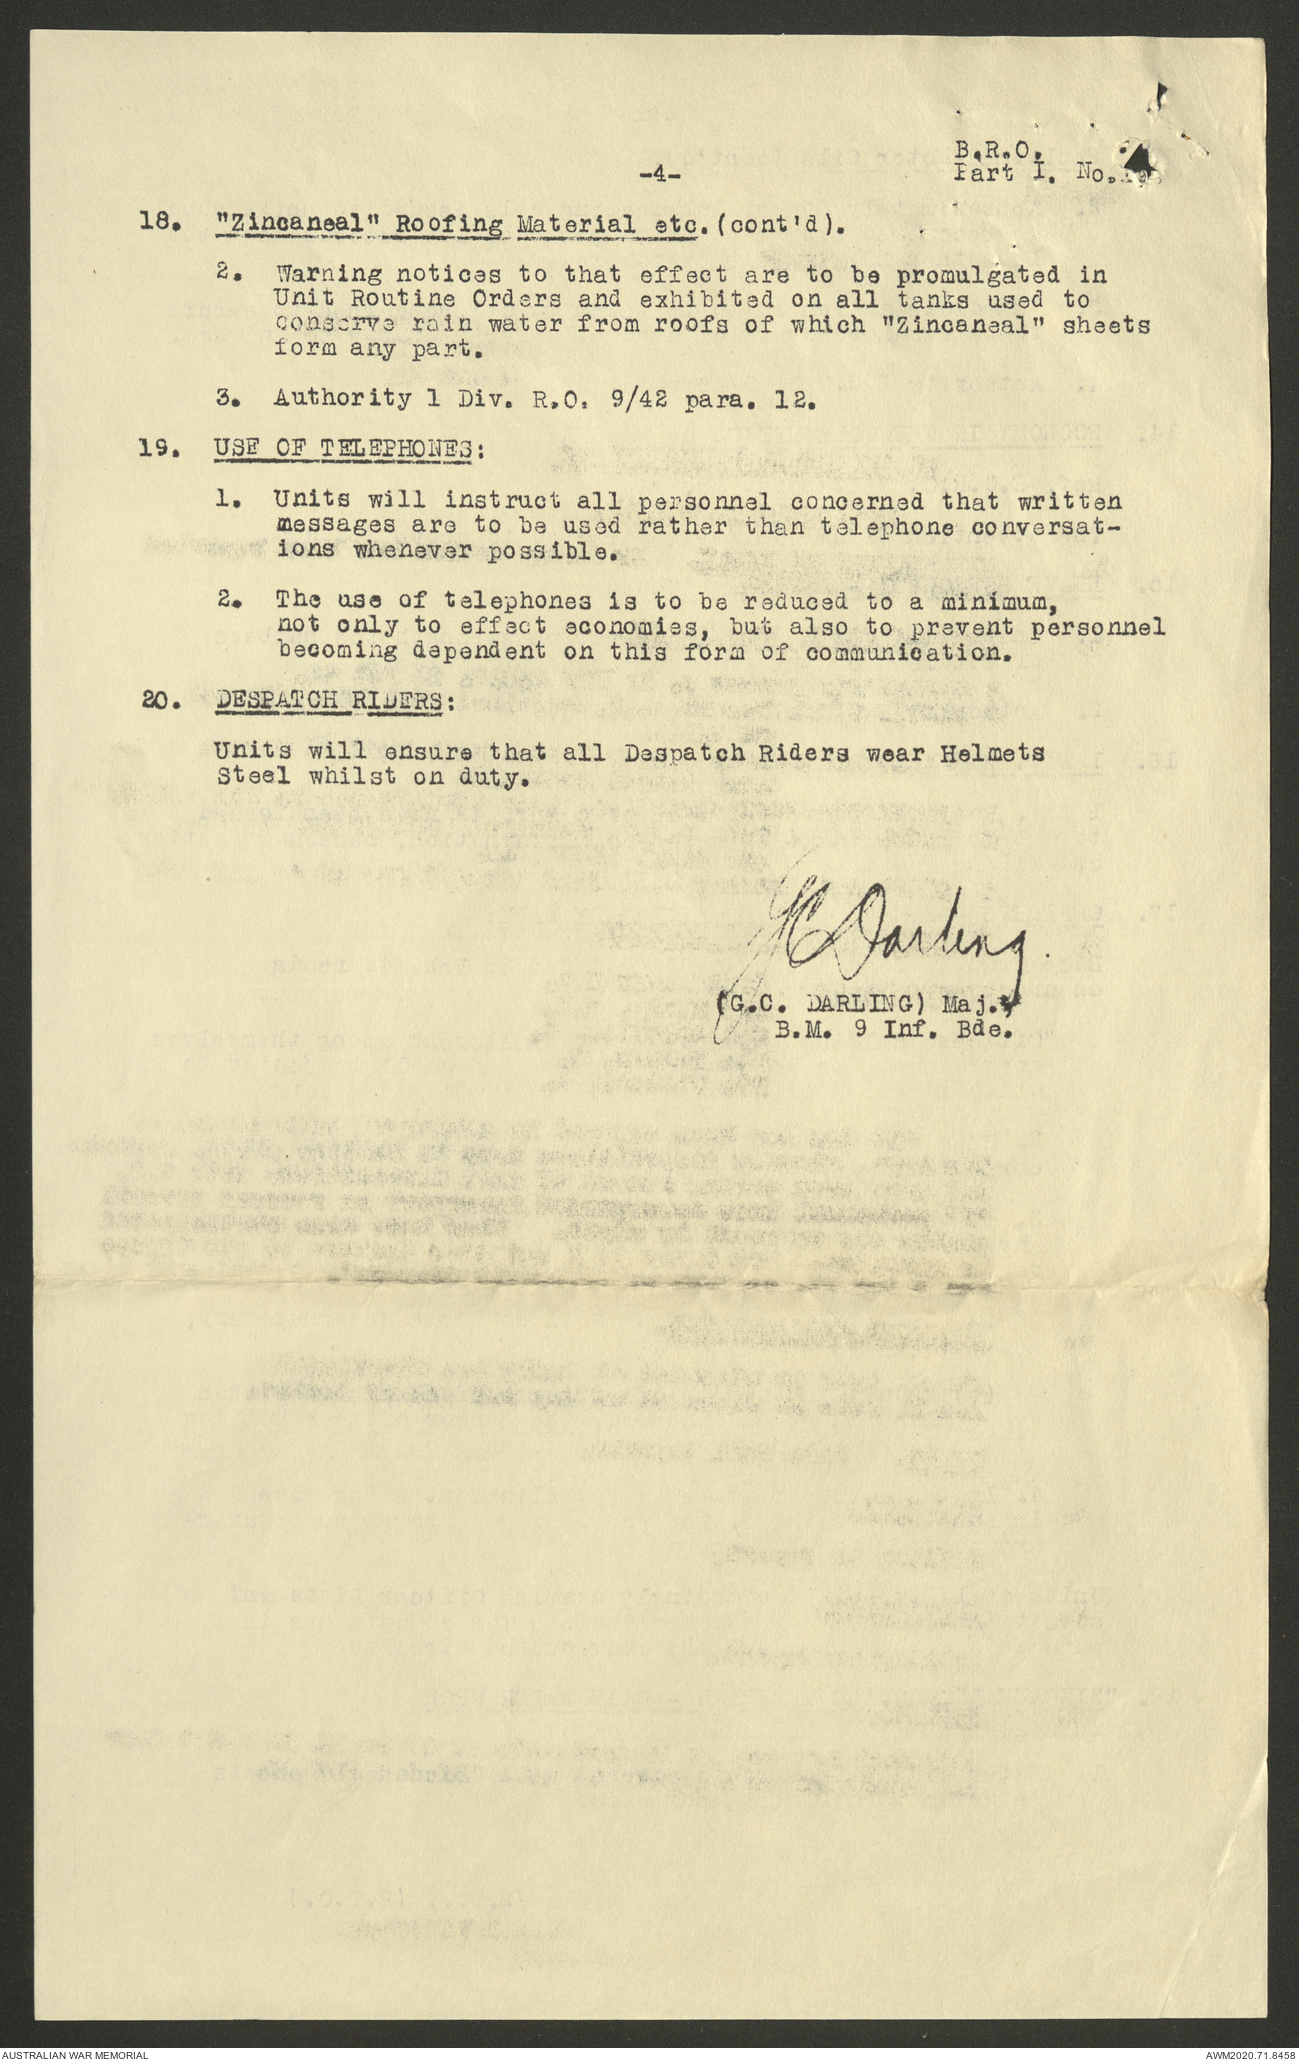 B.R.O.
-4-
Part I. No.
18. "Zincaneal" Roofing Material etc.(cont'd).
2. Warning notices to that effect are to be promulgated in
Unit Routine Orders and exhibited on all tanks used to
conserve rain water from roofs of which "Zincaneal" sheets
form any part.
3. Authority 1 Div. R.O. 9/42 para. 12.
19. USE OF TELEPHONES:
1. Units will instruct all personnel concerned that written
messages are to be used rather than telephone conversat-
ions whenever possible.
2. The use of telephones is to be reduced to a minimum,
not only to effect economies, but also to prevent personnel
becoming dependent on this form of communication.
20. DESPATCH RIDERS:
Units will ensure that all Despatch Riders wear Helmets
Steel whilst on duty.
GC Darling.
(G.C. DARLING) Maj.,
B.M. 9 Inf. Bde.
AUSTRALIAN WAR MEMORIAL
AWM2020.71.8458